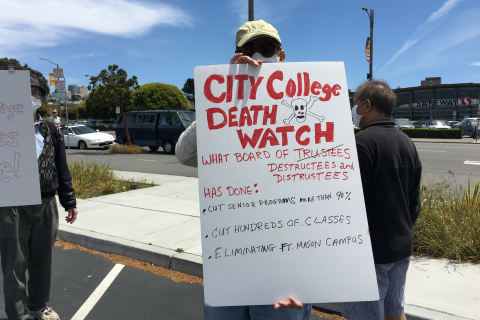 CITY COllege
DEATH
WATCH
WHAT BOARD OF TRUSTEES
DESTRUCTEES and
DISTRUSTEES
HAS DONE:
• CUT SENIOR PROGRAMS MORE THAN 90%
• CUT HUNDREDS OF CLASSES
• ELIMINATING FT. MASON CAMPUS
ollege
SAFEWAY